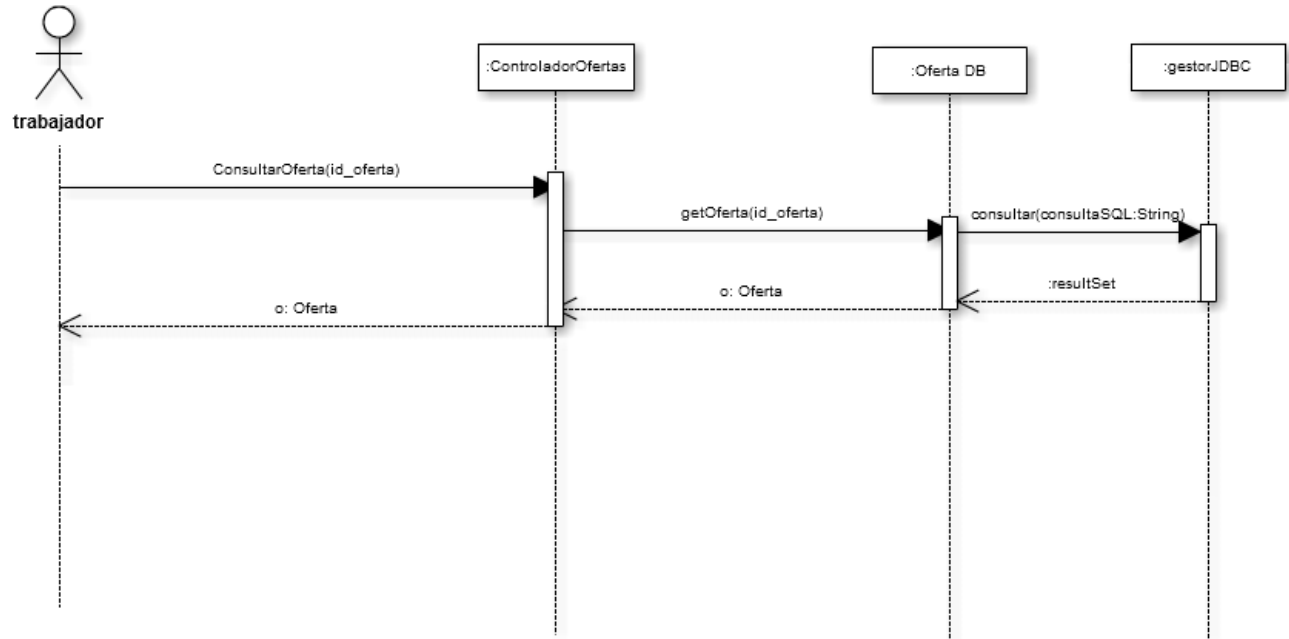 :ControladorOfertas
:Oferta DB
:gestorJDBC
trabajador
ConsultarOferta(id_oferta)
getOferta(id_oferta)
consultar(consultaSQL:String)
:resultSet
o: Oferta
o: Oferta